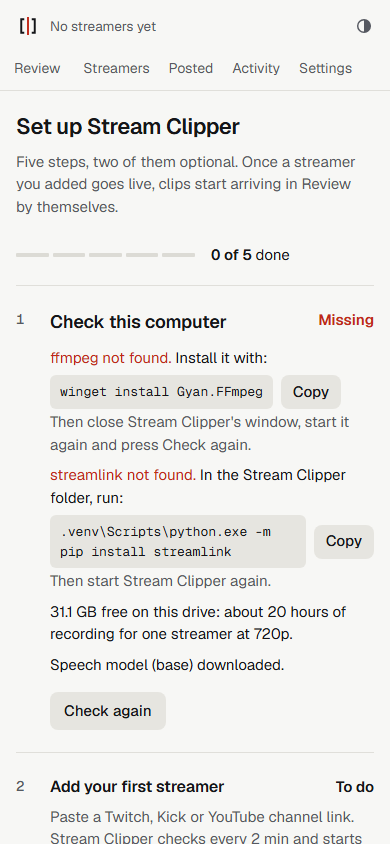 No streamers yet
Review Streamers Posted Activity Settings
Set up Stream Clipper
Five steps, two of them optional. Once a streamer
you added goes live, clips start arriving in Review
by themselves.
0 of 5 done
1 Check this computer Missing
ffmpeg not found. Install it with:
winget install Gyan.FFmpeg Copy
Then close Stream Clipper's window, start it
again and press Check again.
streamlink not found. In the Stream Clipper
folder, run:
.venv\Scripts\python.exe -m
pip install streamlink
Copy
Then start Stream Clipper again.
31.1 GB free on this drive: about 20 hours of
recording for one streamer at 720p.
Speech model (base) downloaded.
Check again
2 Add your first streamer To do
Paste a Twitch, Kick or YouTube channel link.
Stream Clipper checks every 2 min and starts